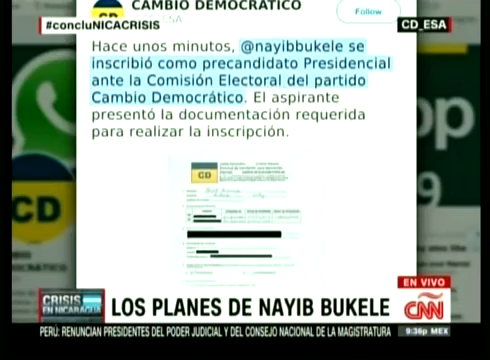 CAMBIO DEMOCRÁTICO
Follow
#concluNICACRISIS
CD_ESA
Hace unos minutos, @nayibbukele se
inscribió como precandidato Presidencial
ante la Comisión Electoral del partido
Cambio Democrático. El aspirante
presentó la documentación requerida
para realizar la inscripción.
CD
EN VIVO
CRISIS
EN NICARAGUA
LOS PLANES DE NAYIB BUKELE
CNN
PERÚ: RENUNCIAN PRESIDENTES DEL PODER JUDICIAL Y DEL CONSEJO NACIONAL DE LA MAGISTRATURA
9:36PM MEX